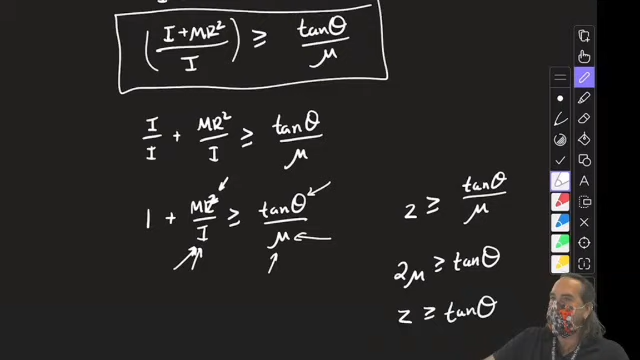 (I+MR²/I) ≥ tanθ/μ
I/I + MR²/I ≥ tanθ/μ
1 + MR²/I ≥ tanθ/μ
2 ≥ tanθ/μ
2μ ≥ tanθ
2 ≥ tanθ